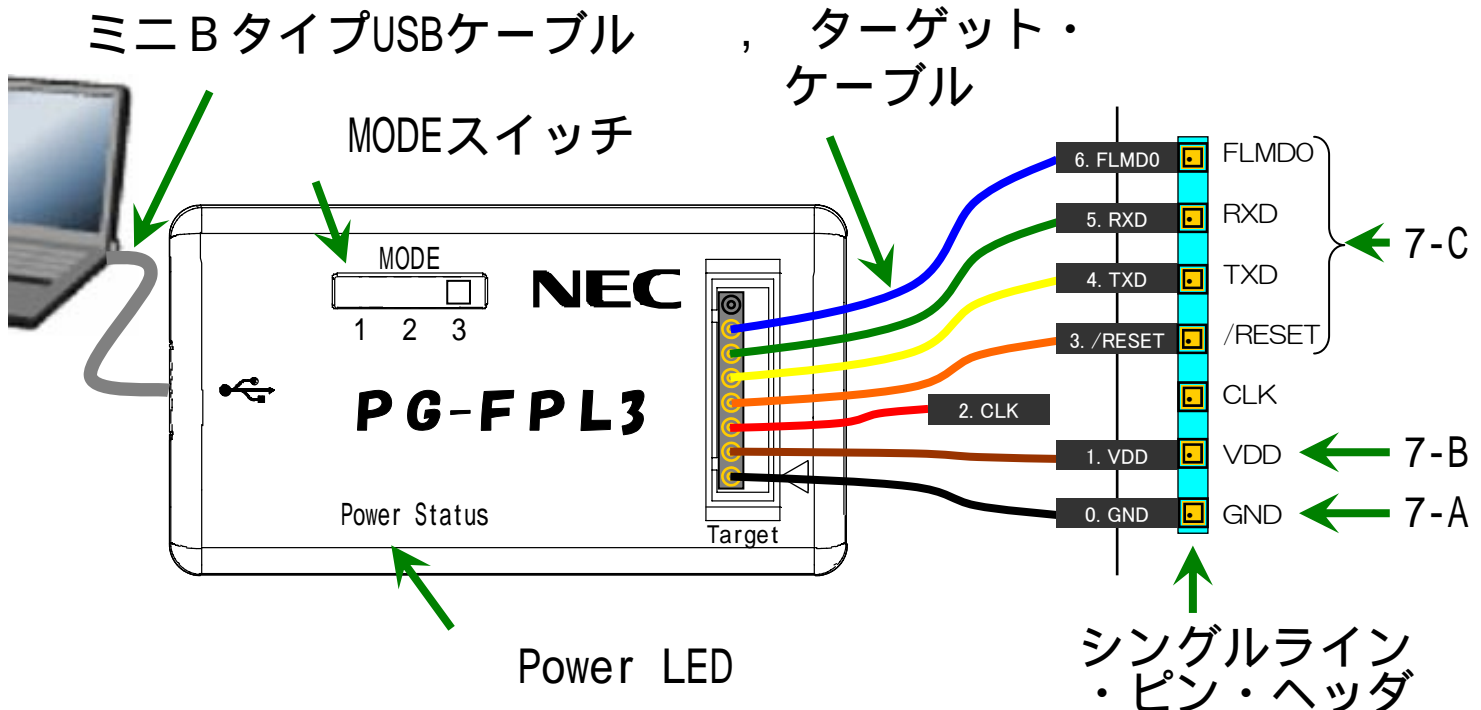 ミニBタイプUSBケーブル
, ターゲット・
ケーブル
MODEスイッチ
MODE
1 2 3
NEC
PG-FPL3
Power Status
Target
Power LED
6. FLMD0
5. RXD
4. TXD
3. /RESET
2. CLK
1. VDD
0. GND
FLMD0
RXD
TXD
/RESET
CLK
VDD
GND
7-C
7-B
7-A
シングルライン
・ピン・ヘッダ